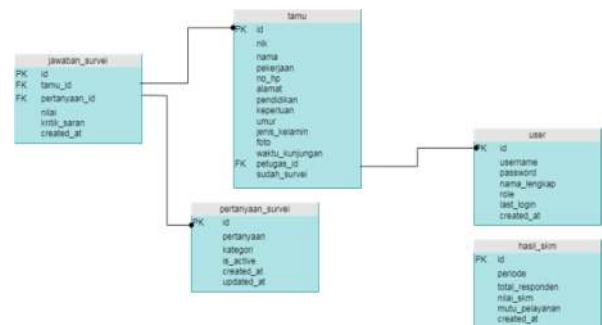 jawaban_survei
PK id
FK tamu_id
FK pertanyaan_id
nilai
kritik_saran
created_at
tamu
PK id
nik
nama
pekerjaan
no_hp
alamat
pendidikan
keperluan
umur
jenis_kelamin
foto
waktu_kunjungan
FK petugas_id
sudah_survei
pertanyaan_survei
PK id
pertanyaan
kategori
is_active
created_at
updated_at
user
PK id
username
password
nama_lengkap
role
last_login
created_at
hasil_skm
PK id
periode
total_responden
nilai_skm
mutu_pelayanan
created_at